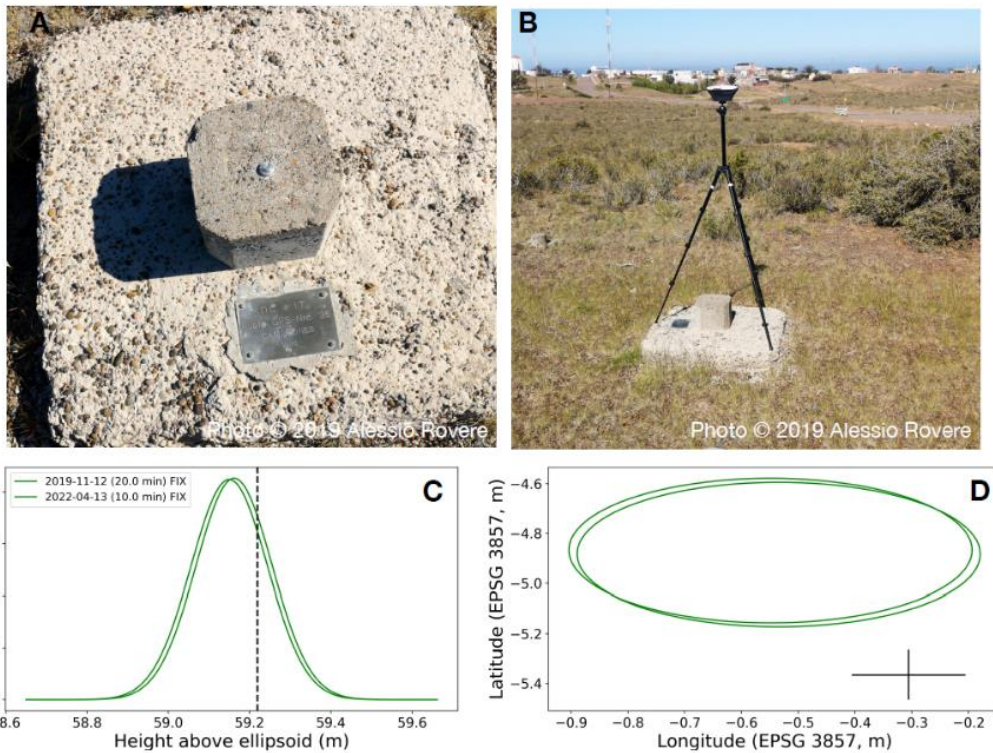 A
Photo © 2019 Alessio Rovere
B
Photo © 2019 Alessio Rovere
C
2019-11-12 (20.0 min) FIX
2022-04-13 (10.0 min) FIX
8.6 58.8 59.0 59.2 59.4 59.6
Height above ellipsoid (m)
D
Latitude (EPSG 3857, m)
−4.6
−4.8
−5.0
−5.2
−5.4
−0.9 −0.8 −0.7 −0.6 −0.5 −0.4 −0.3 −0.2
Longitude (EPSG 3857, m)